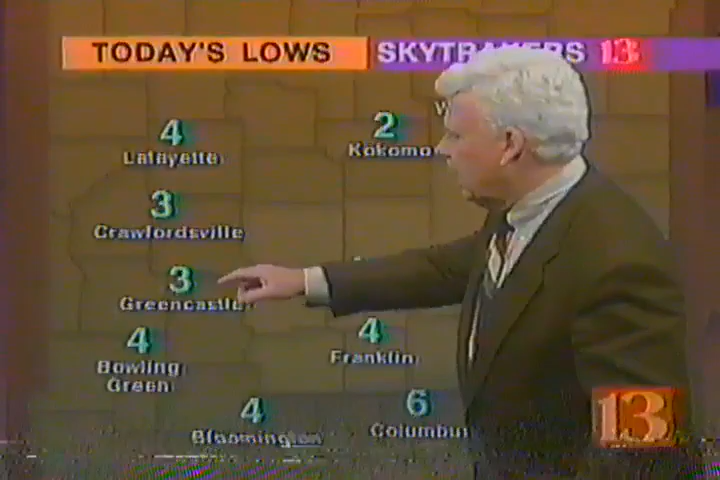 TODAY'S LOWS
SKYTRAKERS 13
4
Lafayette
2
Kokomo
3
Crawfordsville
3
Greencastle
4
Bowling
Green
4
Franklin
4
Bloomington
6
Columbus
13